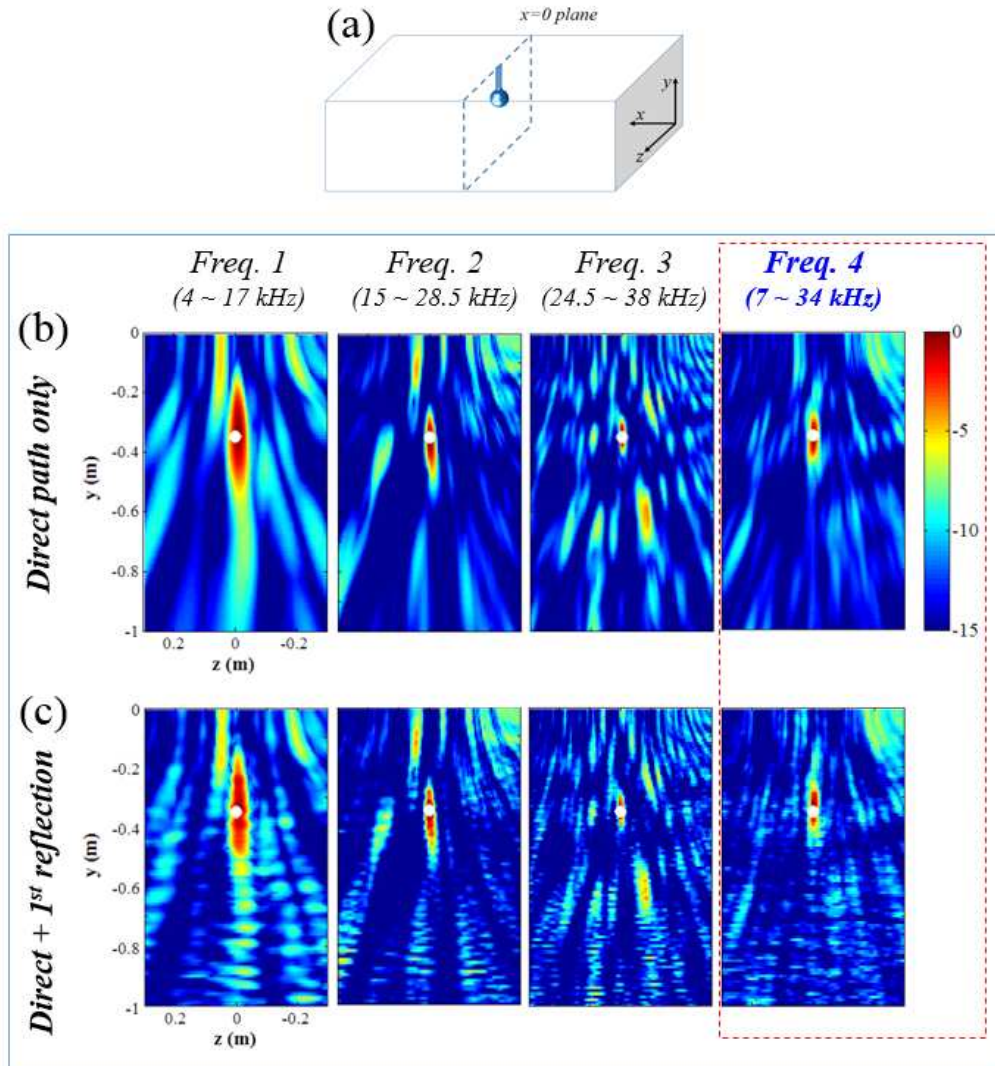 (a)
x=0 plane
y
x
z
Freq. 1
(4 ~ 17 kHz)
Freq. 2
(15 ~ 28.5 kHz)
Freq. 3
(24.5 ~ 38 kHz)
Freq. 4
(7 ~ 34 kHz)
(b)
Direct path only
y (m)
0
-0.2
-0.4
-0.6
-0.8
-1
0.2
0
-0.2
z (m)
0
-5
-10
-15
(c)
Direct + 1st reflection
y (m)
0
-0.2
-0.4
-0.6
-0.8
-1
0.2
0
-0.2
z (m)